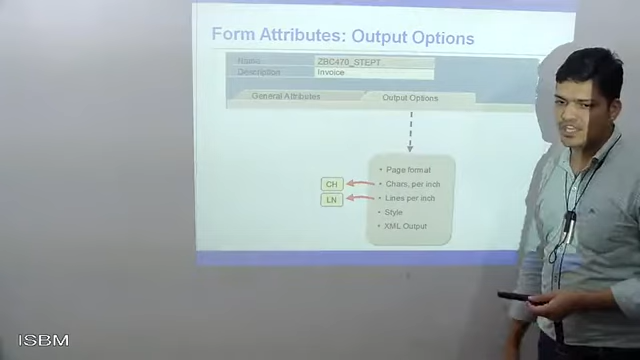 Form Attributes: Output Options
Name ZBC470_STEPT
Description Invoice
General Attributes Output Options
• Page format
CH • Chars, per inch
LN • Lines per inch
• Style
• XML Output
ISBM